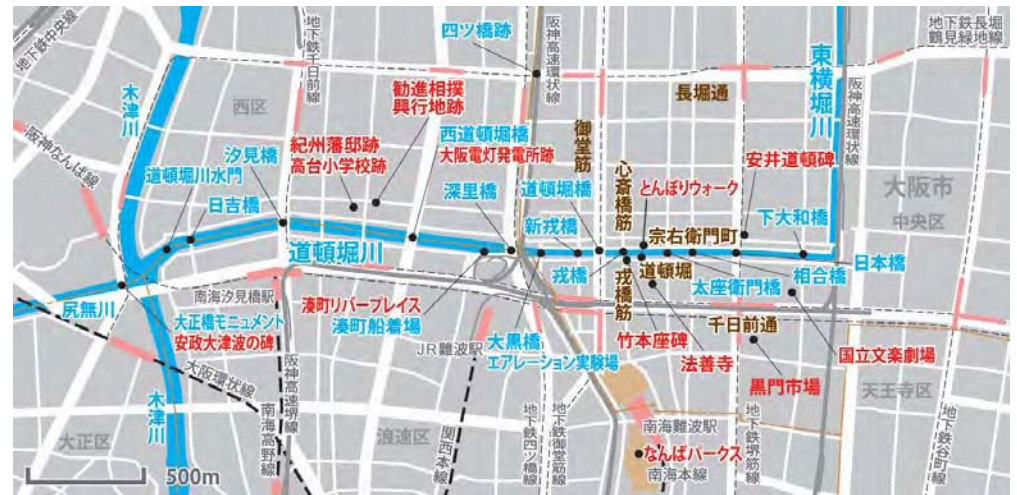 地下鉄中央線
木津川
阪神なんば線
西区
地下鉄千日前線
勧進相撲
興行地跡
紀州藩邸跡
高台小学校跡
四ツ橋跡
阪神高速環状線
西道頓堀橋
大阪電灯発電所跡
御堂筋
長堀通
東横堀川
地下鉄長堀
鶴見緑地線
阪神高速環状線
汐見橋
道頓堀川水門
日吉橋
深里橋
道頓堀橋
新戎橋
心斎橋筋
とんぼりウォーク
安井道頓碑
下大和橋
大阪市
中央区
宗右衛門町
道頓堀川
戎橋
道頓堀
戎橋筋
太座衛門橋
相合橋
日本橋
尻無川
南海汐見橋駅
大正橋モニュメント
安政大津波の碑
湊町リバープレイス
湊町船着場
JR難波駅
大黒橋
エアレーション実験場
竹本座碑
法善寺
千日前通
黒門市場
国立文楽劇場
天王寺区
大阪環状線
木津川
大正区
阪神高速堺線
南海高野線
浪速区
関西本線
地下鉄四ツ橋線
地下鉄御堂筋線
南海難波駅
なんばパークス
南海本線
地下鉄堺筋線
地下鉄谷町線
500m